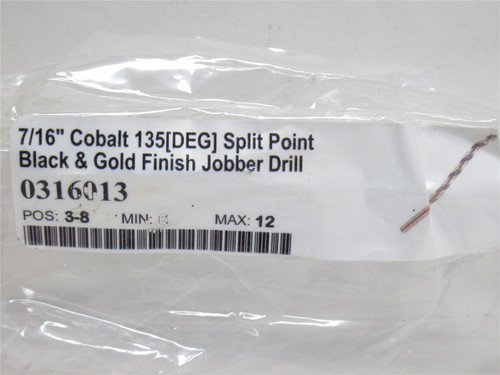 7/16" Cobalt 135[DEG] Split Point
Black & Gold Finish Jobber Drill
0316013
POS: 3-8 MIN: MAX: 12